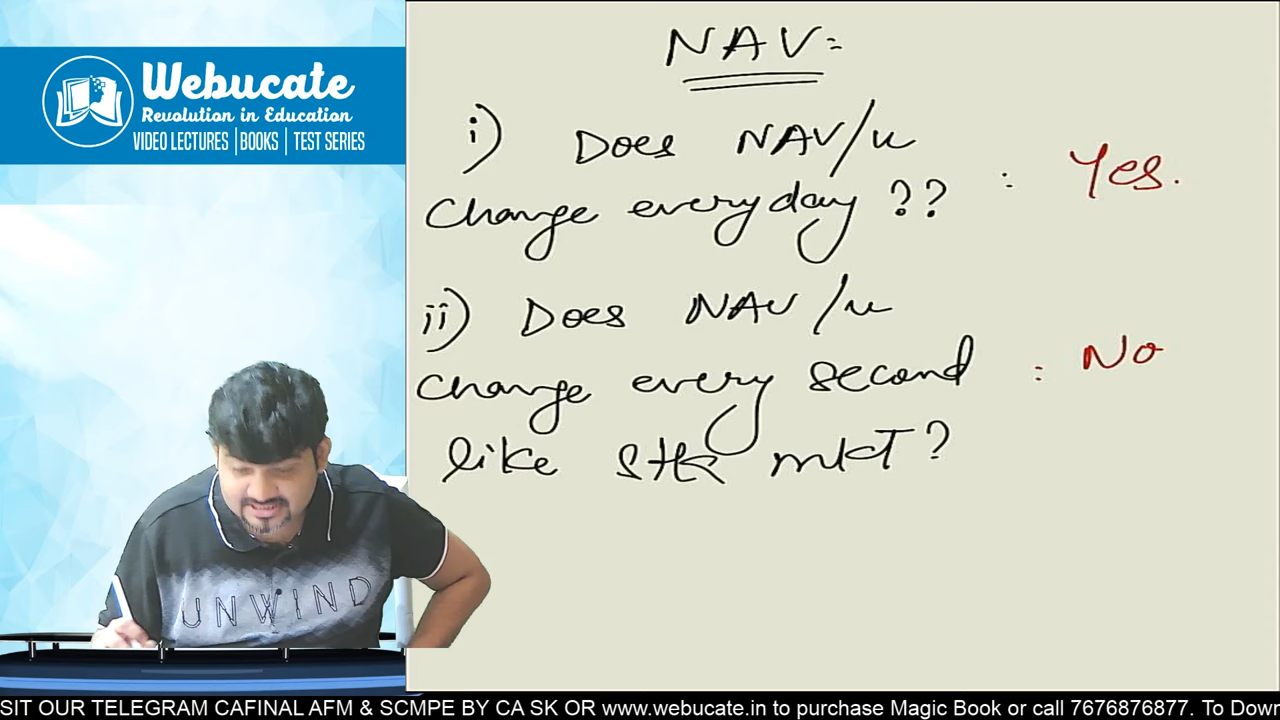 Webucate
Revolution in Education
VIDEO LECTURES | BOOKS | TEST SERIES
NAV:
i) Does NAV/u
change everyday ?? : Yes.
ii) Does NAV/u
change every second : No
like stk mkt ?
UNWIND
SIT OUR TELEGRAM CAFINAL AFM & SCMPE BY CA SK OR www.webucate.in to purchase Magic Book or call 7676876877. To Down